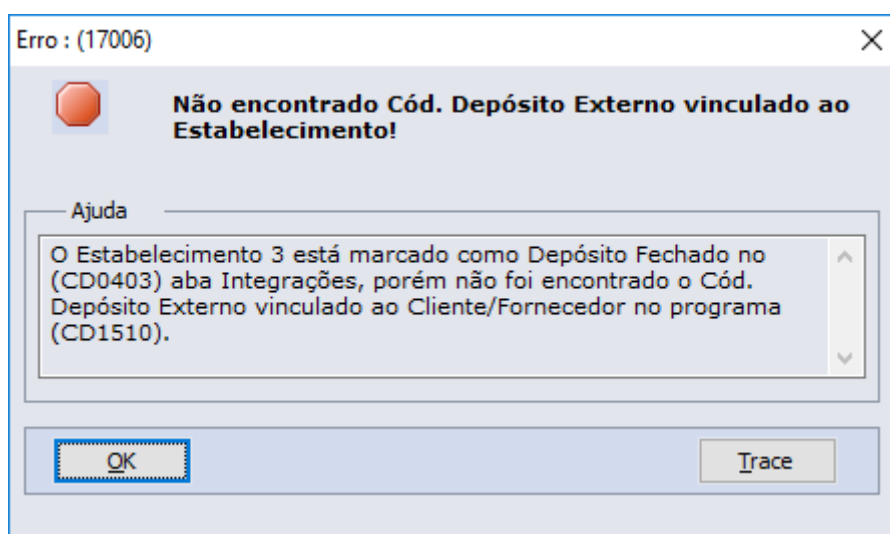 Erro : (17006)
Não encontrado Cód. Depósito Externo vinculado ao
Estabelecimento!
Ajuda
O Estabelecimento 3 está marcado como Depósito Fechado no
(CD0403) aba Integrações, porém não foi encontrado o Cód.
Depósito Externo vinculado ao Cliente/Fornecedor no programa
(CD1510).
OK
Trace